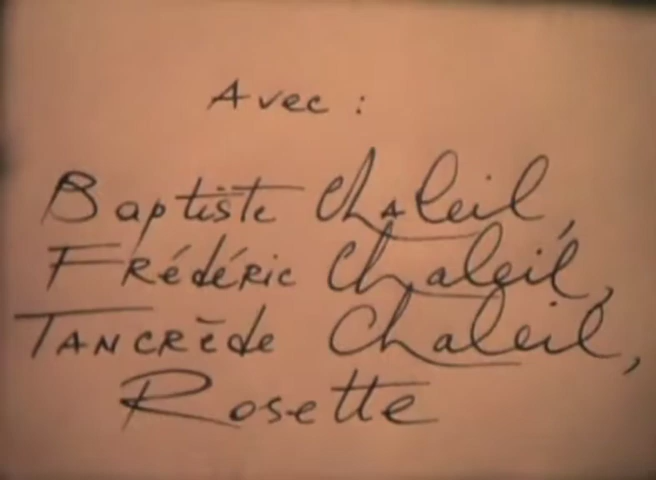 Avec :
Baptiste Chaleil,
Frédéric Chaleil,
Tancrède Chaleil,
Rosette